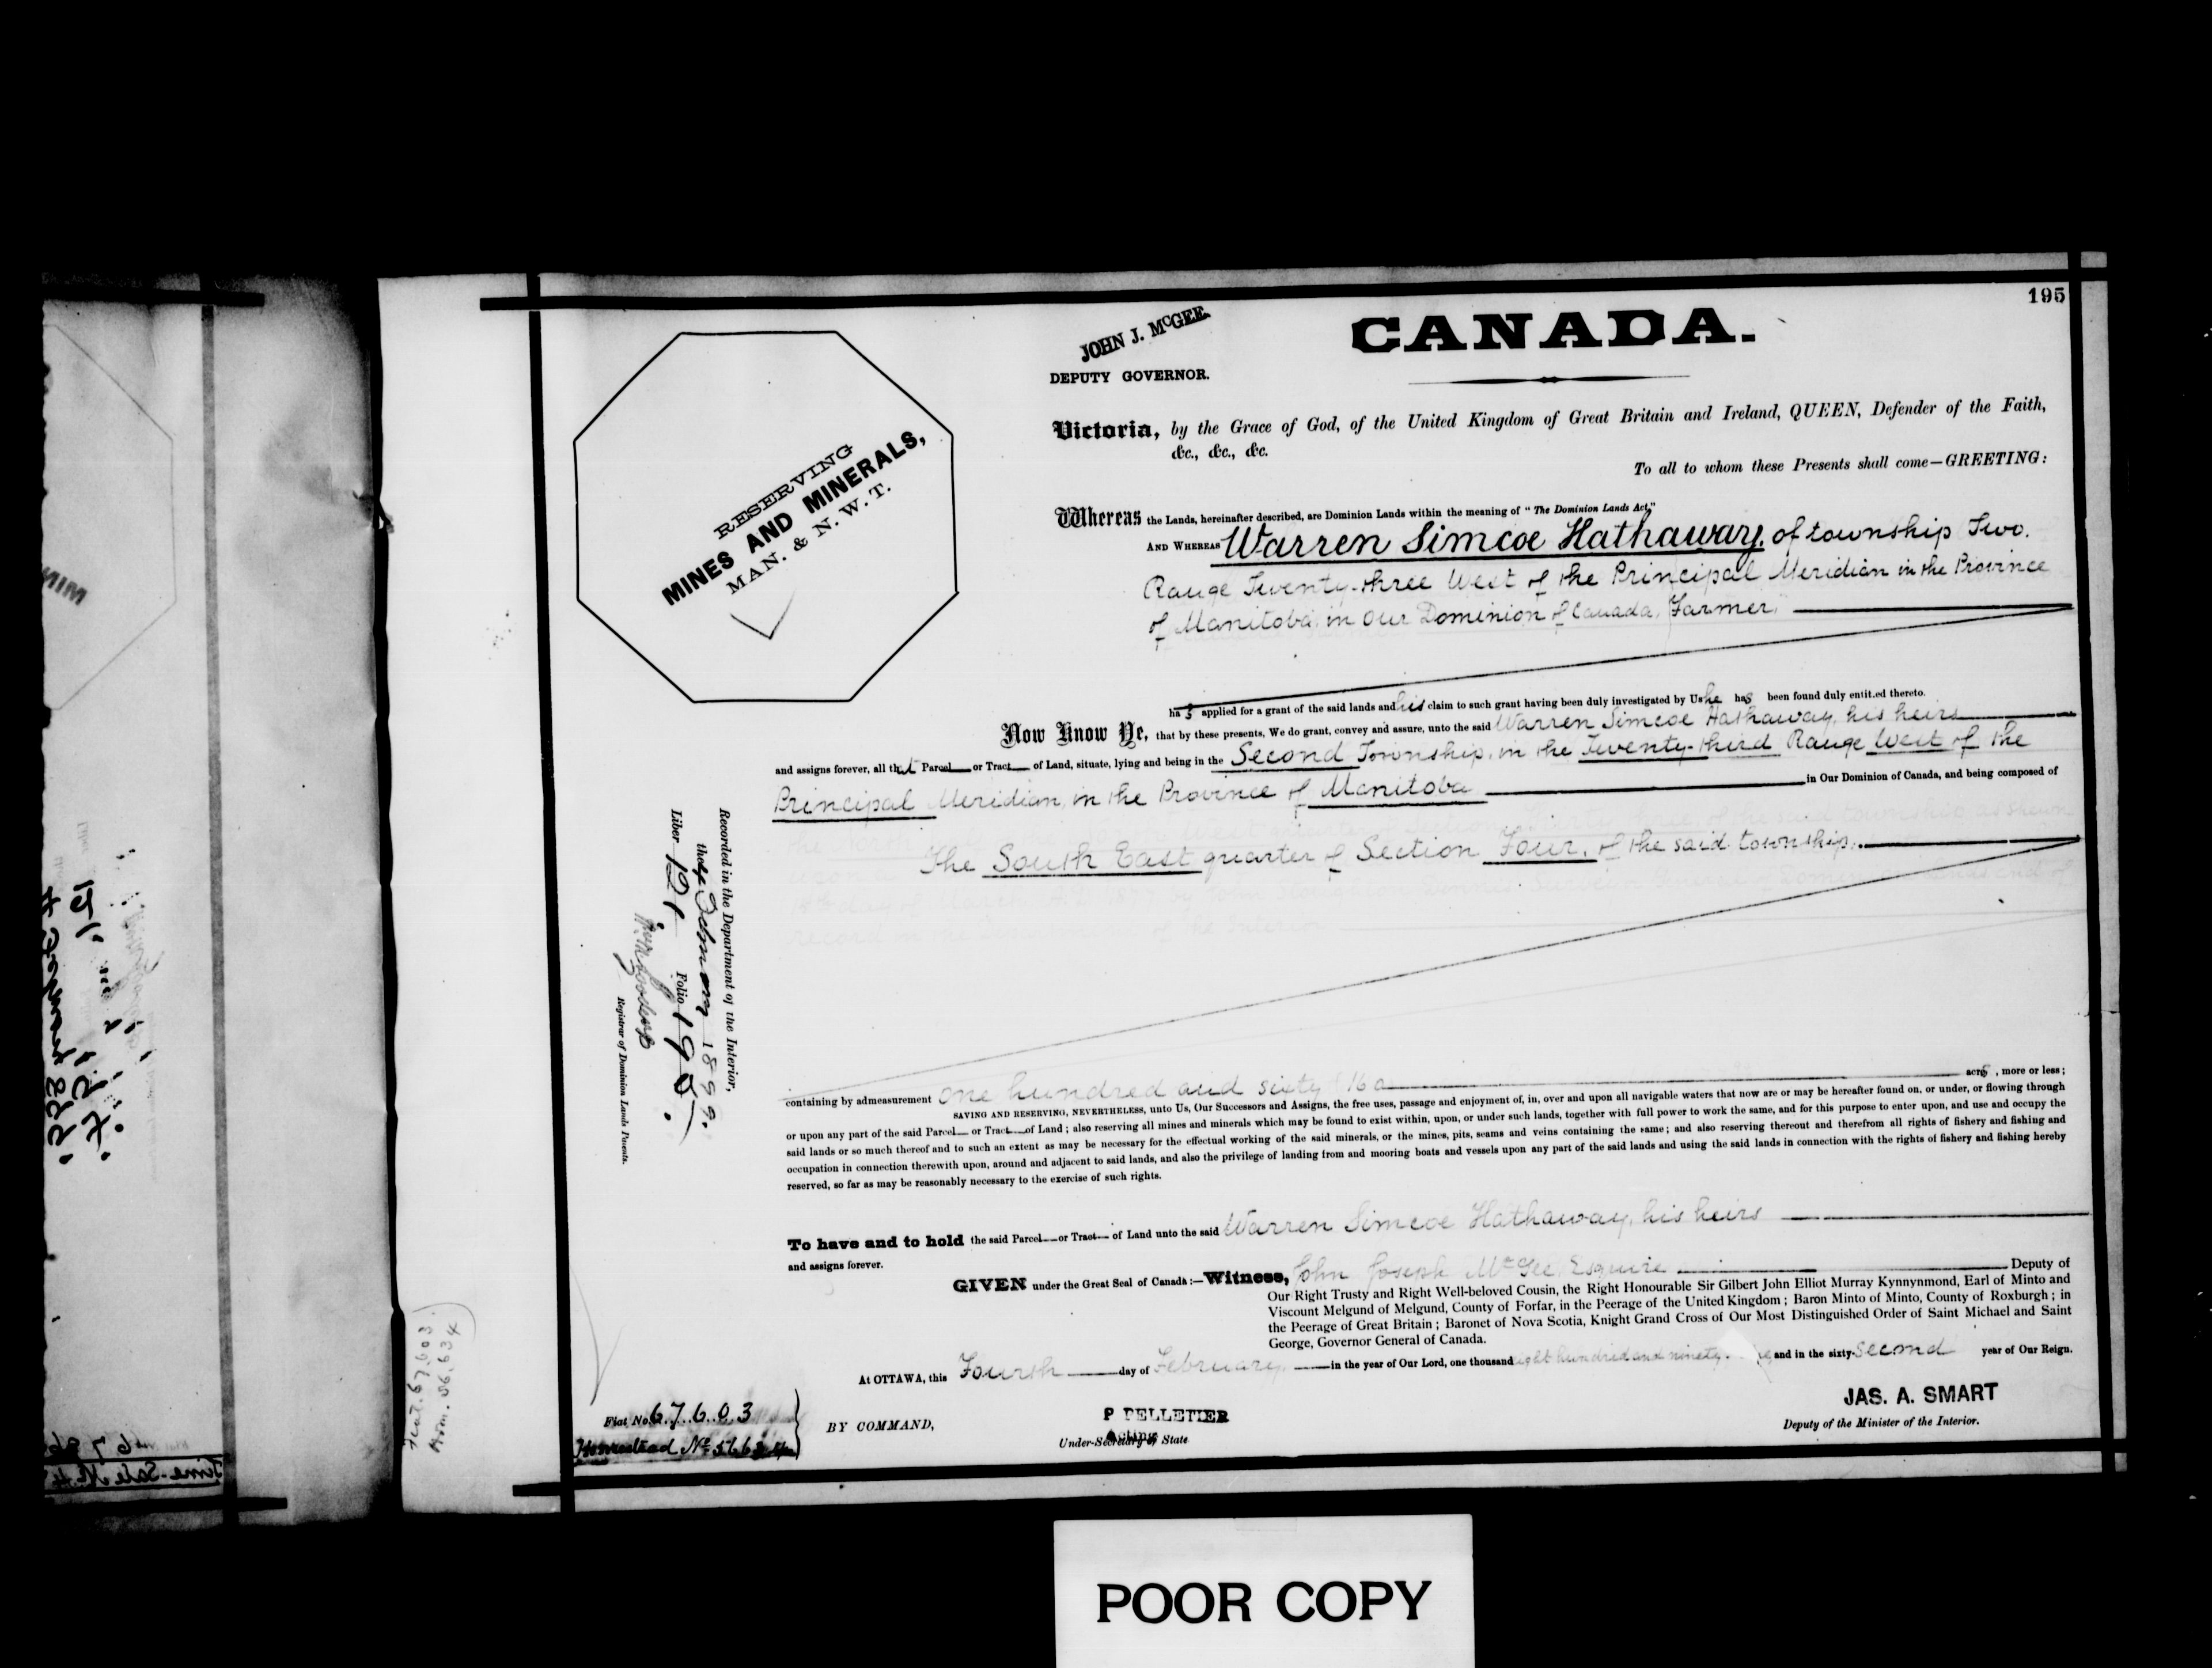 195
JOHN J. McGEE.
DEPUTY GOVERNOR.
CANADA.
RESERVING
MINES AND MINERALS,
MAN. & N. W. T.
Victoria, by the Grace of God, of the United Kingdom of Great Britain and Ireland, QUEEN, Defender of the Faith,
&c., &c., &c.
To all to whom these Presents shall come—GREETING:
Whereas the Lands, hereinafter described, are Dominion Lands within the meaning of "The Dominion Lands Act,"
AND WHEREAS Warren Simcoe Hathaway, of township Two.
Range Twenty-three West of the Principal Meridian in the Province
of Manitoba, in Our Dominion of Canada, Farmer,
has applied for a grant of the said lands and his claim to such grant having been duly investigated by Us he has been found duly entitled thereto.
Now Know Ye, that by these presents, We do grant, convey and assure, unto the said Warren Simcoe Hathaway, his heirs
and assigns forever, all that Parcel or Tract of Land, situate, lying and being in the Second Township, in the Twenty-third Range West of the
Principal Meridian, in the Province of Manitoba in Our Dominion of Canada, and being composed of
The South East quarter of Section Four, of the said township.
Recorded in the Department of the Interior,
the 4 February 1899.
Liber 121 Folio 195.
Registrar of Dominion Lands Patents.
containing by admeasurement one hundred and sixty (160 acres, more or less;
SAVING AND RESERVING, NEVERTHELESS, unto Us, Our Successors and Assigns, the free uses, passage and enjoyment of, in, over and upon all navigable waters that now are or may be hereafter found on, or under, or flowing through
or upon any part of the said Parcel or Tract of Land; also reserving all mines and minerals which may be found to exist within, upon, or under such lands, together with full power to work the same, and for this purpose to enter upon, and use and occupy the
said lands or so much thereof and to such an extent as may be necessary for the effectual working of the said minerals, or the mines, pits, seams and veins containing the same; and also reserving thereout and therefrom all rights of fishery and fishing and
occupation in connection therewith upon, around and adjacent to said lands, and also the privilege of landing from and mooring boats and vessels upon any part of the said lands and using the said lands in connection with the rights of fishery and fishing hereby
reserved, so far as may be reasonably necessary to the exercise of such rights.
To have and to hold the said Parcel or Tract of Land unto the said Warren Simcoe Hathaway, his heirs
and assigns forever.
GIVEN under the Great Seal of Canada:—Witness, John Joseph McGee, Esquire Deputy of
Our Right Trusty and Right Well-beloved Cousin, the Right Honourable Sir Gilbert John Elliot Murray Kynnynmond, Earl of Minto and
Viscount Melgund of Melgund, County of Forfar, in the Peerage of the United Kingdom; Baron Minto of Minto, County of Roxburgh; in
the Peerage of Great Britain; Baronet of Nova Scotia, Knight Grand Cross of Our Most Distinguished Order of Saint Michael and Saint
George, Governor General of Canada.
At OTTAWA, this Fourth day of February, in the year of Our Lord, one thousand eight hundred and ninety- and in the sixty-second year of Our Reign.
Fiat No. 67603
Homestead No.
BY COMMAND,
P PELLETIER
Acting
Under-Secretary of State
JAS. A. SMART
Deputy of the Minister of the Interior.
Fiat. 67,603.
Hom. 56,634
POOR COPY